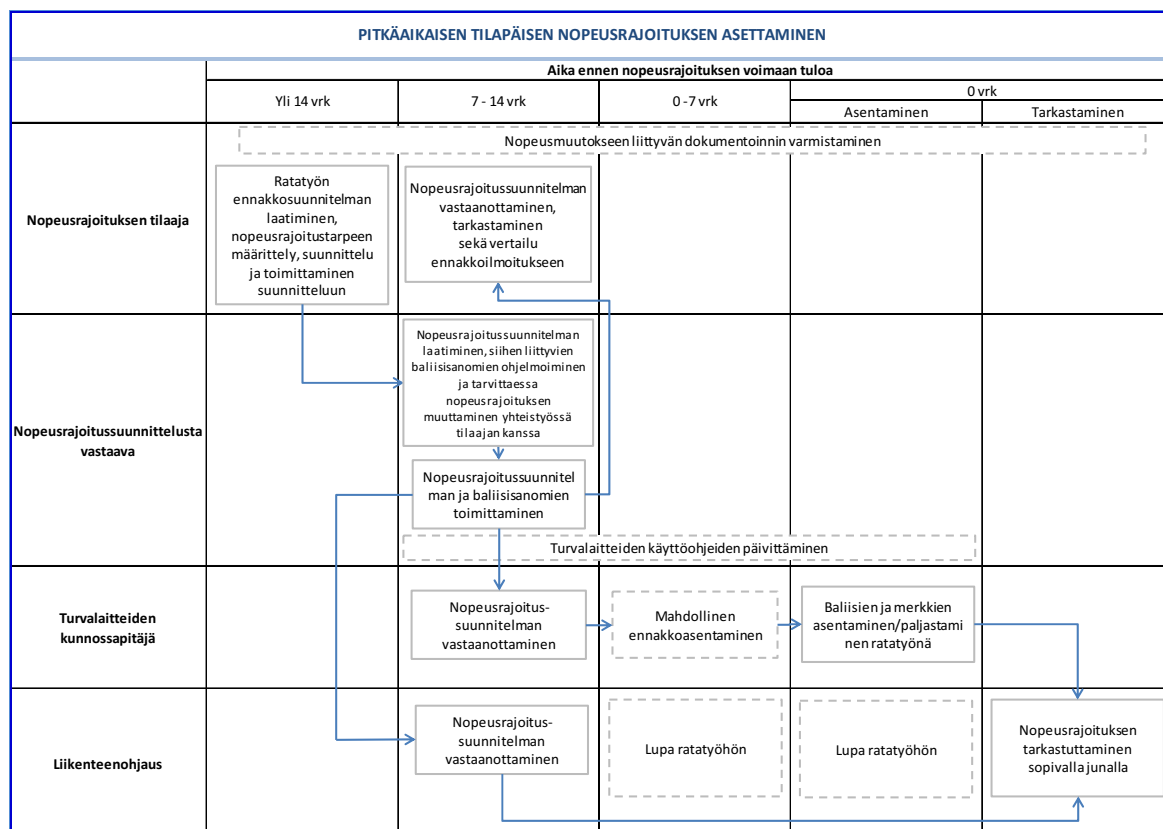 PITKÄAIKAISEN TILAPÄISEN NOPEUSRAJOITUKSEN ASETTAMINEN
Aika ennen nopeusrajoituksen voimaan tuloa
Yli 14 vrk
7 - 14 vrk
0 -7 vrk
0 vrk
Asentaminen
Tarkastaminen
Nopeusrajoituksen tilaaja
Nopeusmuutokseen liittyvän dokumentoinnin varmistaminen
Ratatyön
ennakkosuunnitelman
laatiminen,
nopeusrajoitustarpeen
määrittely, suunnittelu
ja toimittaminen
suunnitteluun
Nopeusrajoitussuunnitelman
vastaanottaminen,
tarkastaminen
sekä vertailu
ennakkoilmoitukseen
Nopeusrajoitussuunnittelusta
vastaava
Nopeusrajoitussuunnitelman
laatiminen, siihen liittyvien
baliisisanomien ohjelmoiminen
ja tarvittaessa
nopeusrajoituksen
muuttaminen yhteistyössä
tilaajan kanssa
Nopeusrajoitussuunnitel
man ja baliisisanomien
toimittaminen
Turvalaitteiden käyttöohjeiden päivittäminen
Turvalaitteiden
kunnossapitäjä
Nopeusrajoitus-
suunnitelman
vastaanottaminen
Mahdollinen
ennakkoasentaminen
Baliisien ja merkkien
asentaminen/paljastami
nen ratatyönä
Liikenteenohjaus
Nopeusrajoitus-
suunnitelman
vastaanottaminen
Lupa ratatyöhön
Lupa ratatyöhön
Nopeusrajoituksen
tarkastuttaminen
sopivalla junalla